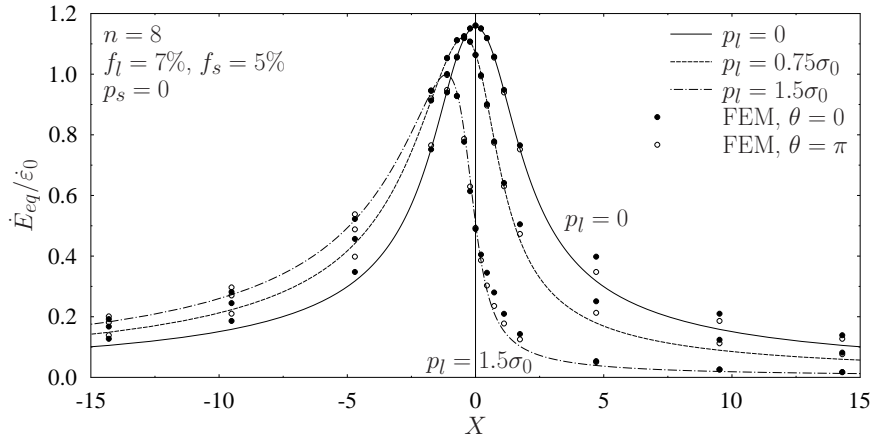 n = 8
f_l = 7%, f_s = 5%
p_s = 0
p_l = 0
p_l = 0.75σ_0
p_l = 1.5σ_0
FEM, θ = 0
FEM, θ = π
p_l = 0
p_l = 1.5σ_0
Ė_eq/ε̇_0
1.2
1.0
0.8
0.6
0.4
0.2
0.0
-15 -10 -5 0 5 10 15
X